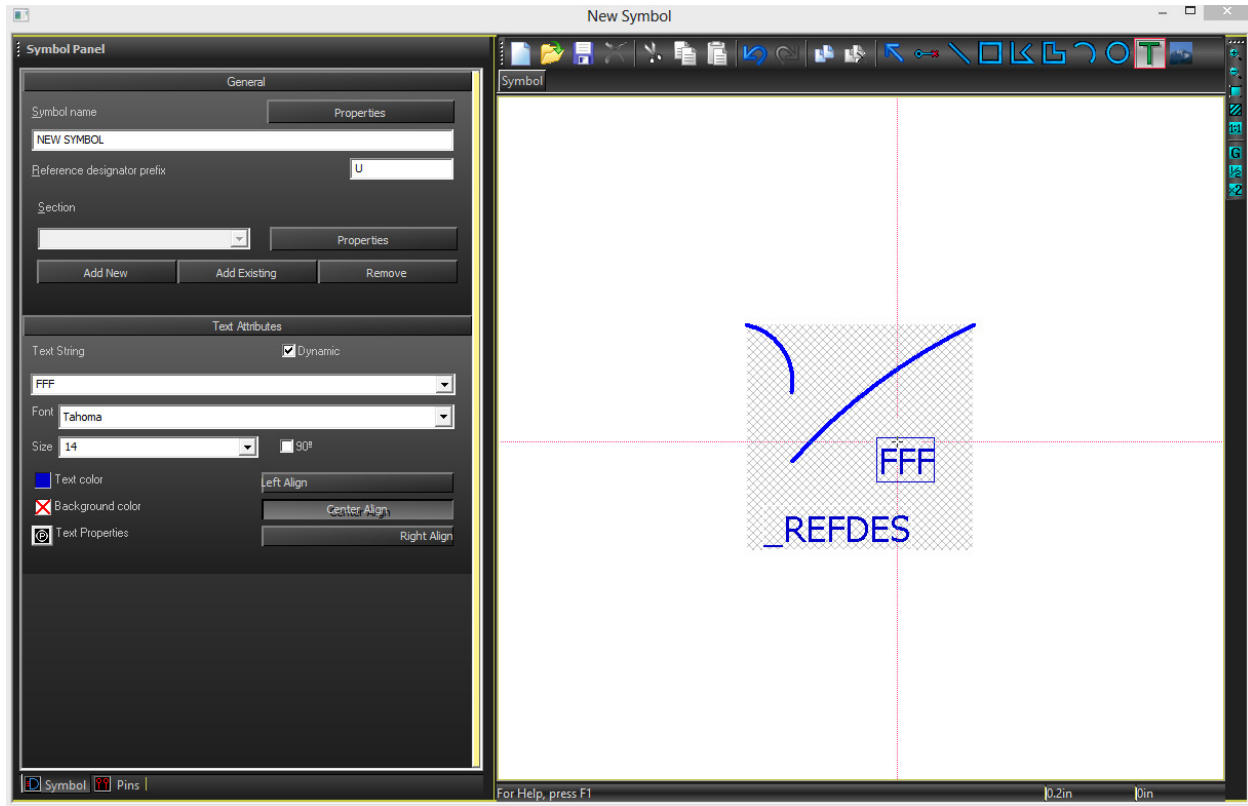 New Symbol
Symbol Panel
General
Symbol name
Properties
NEW SYMBOL
Reference designator prefix
U
Section
Properties
Add New
Add Existing
Remove
Text Attributes
Text String
Dynamic
FFF
Font
Tahoma
Size
14
90º
Text color
Left Align
Background color
Center Align
Text Properties
Right Align
Symbol
Pins
Symbol
T
FFF
_REFDES
1:1
G
For Help, press F1
0.2in
0in